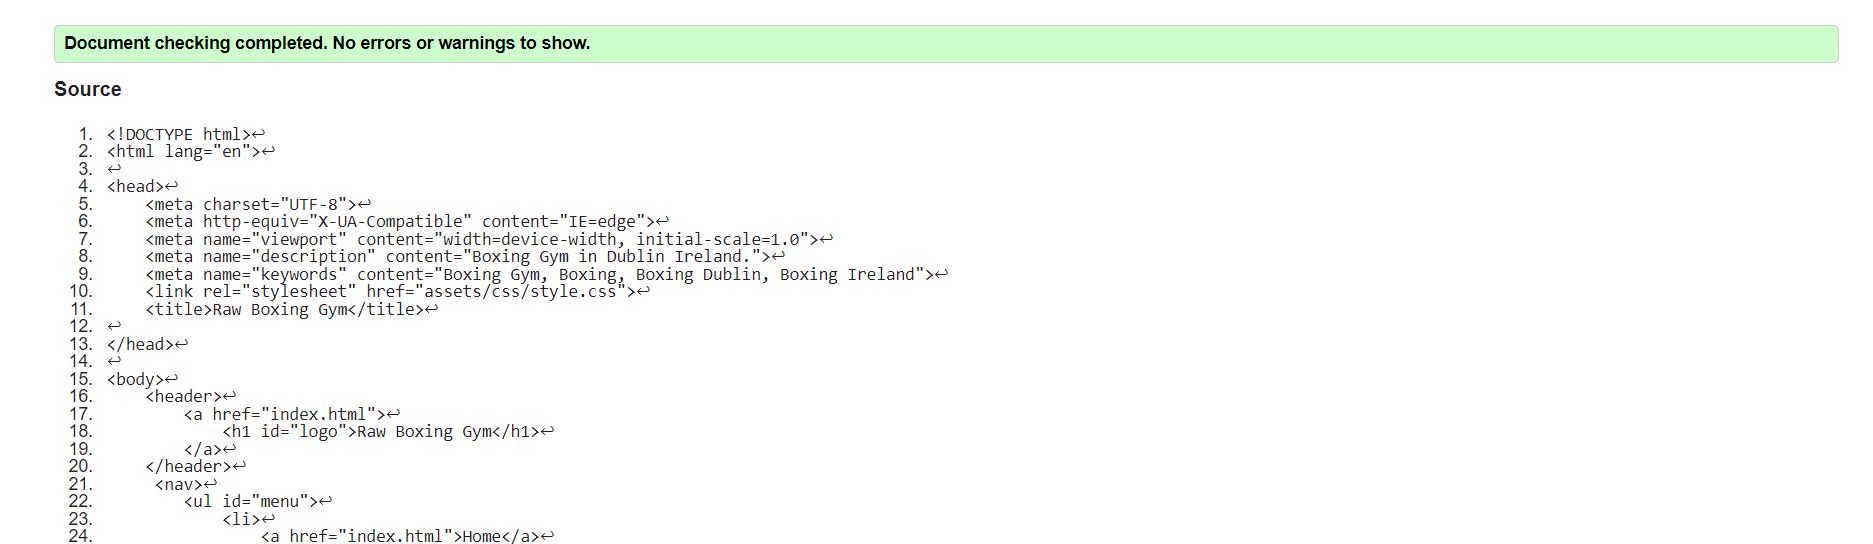 Document checking completed. No errors or warnings to show.
Source
1. <!DOCTYPE html>↩
2. <html lang="en">↩
3. ↩
4. <head>↩
5.     <meta charset="UTF-8">↩
6.     <meta http-equiv="X-UA-Compatible" content="IE=edge">↩
7.     <meta name="viewport" content="width=device-width, initial-scale=1.0">↩
8.     <meta name="description" content="Boxing Gym in Dublin Ireland.">↩
9.     <meta name="keywords" content="Boxing Gym, Boxing, Boxing Dublin, Boxing Ireland">↩
10.     <link rel="stylesheet" href="assets/css/style.css">↩
11.     <title>Raw Boxing Gym</title>↩
12. ↩
13. </head>↩
14. ↩
15. <body>↩
16.     <header>↩
17.         <a href="index.html">↩
18.             <h1 id="logo">Raw Boxing Gym</h1>↩
19.         </a>↩
20.     </header>↩
21.      <nav>↩
22.         <ul id="menu">↩
23.             <li>↩
24.                 <a href="index.html">Home</a>↩